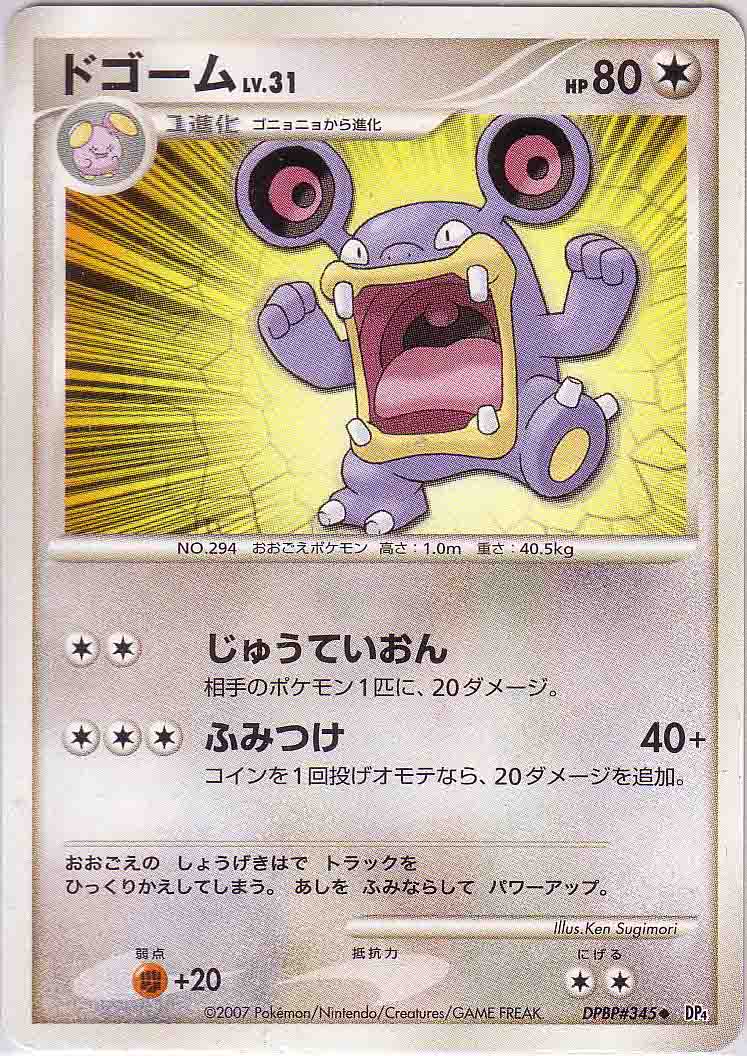 ドゴーム LV.31 HP 80
1進化 ゴニョニョから進化
NO.294 おおごえポケモン 高さ：1.0m 重さ：40.5kg
じゅうていおん
相手のポケモン1匹に、20ダメージ。
ふみつけ 40+
コインを1回投げオモテなら、20ダメージを追加。
おおごえの しょうげきはで トラックを
ひっくりかえしてしまう。 あしを ふみならして パワーアップ。
Illus.Ken Sugimori
弱点 抵抗力 にげる
+20
©2007 Pokémon/Nintendo/Creatures/GAME FREAK. DPBP#345◆ DP4